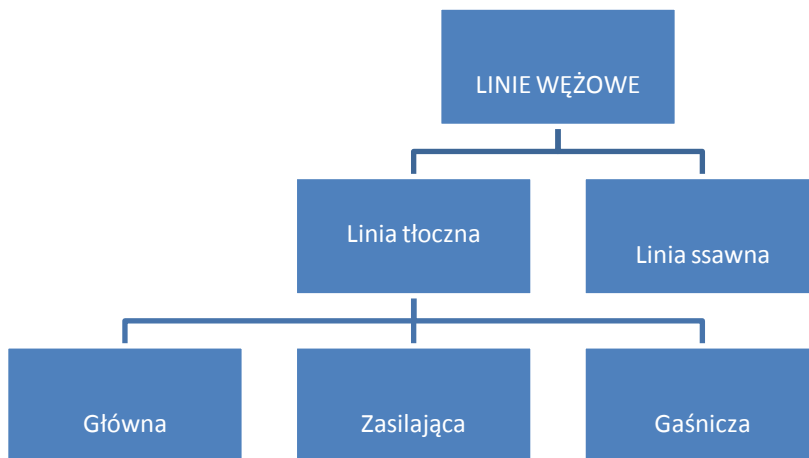 LINIE WĘŻOWE
Linia tłoczna
Linia ssawna
Główna
Zasilająca
Gaśnicza